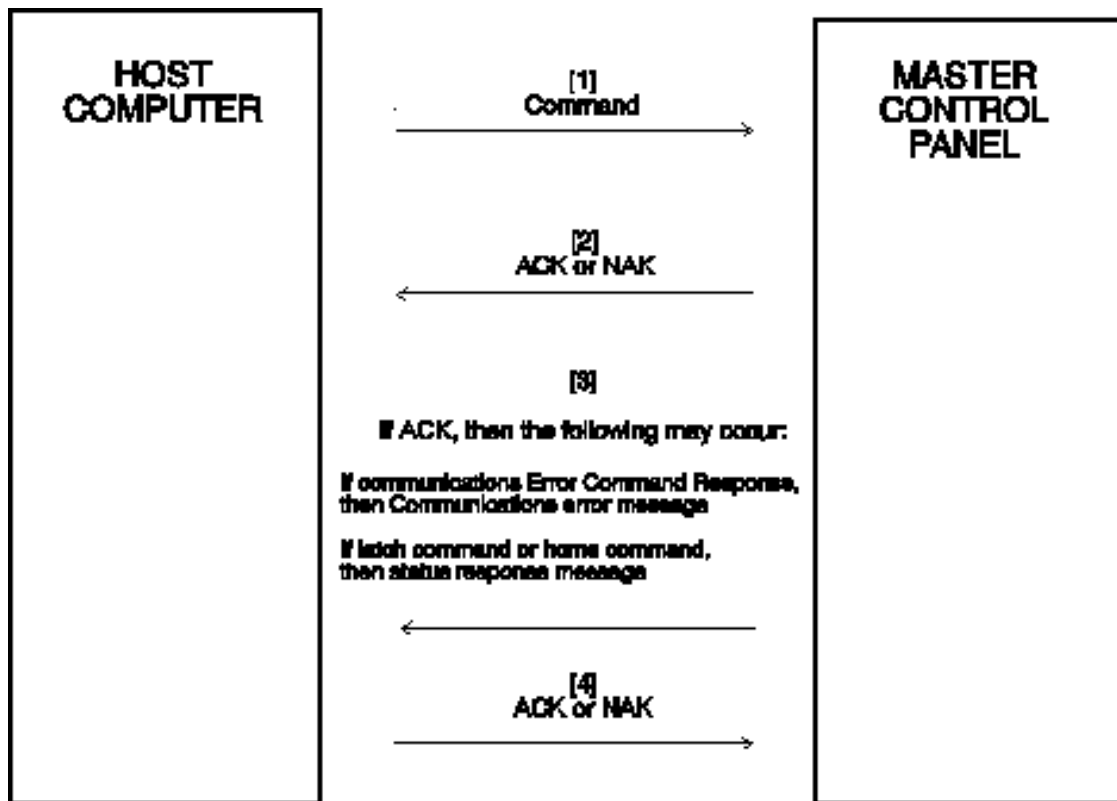 HOST
COMPUTER
[1]
Command
MASTER
CONTROL
PANEL
[2]
ACK or NAK
[3]
If ACK, then the following may occur:
If communications Error Command Response,
then Communications error message
If latch command or home command,
then status response message
[4]
ACK or NAK